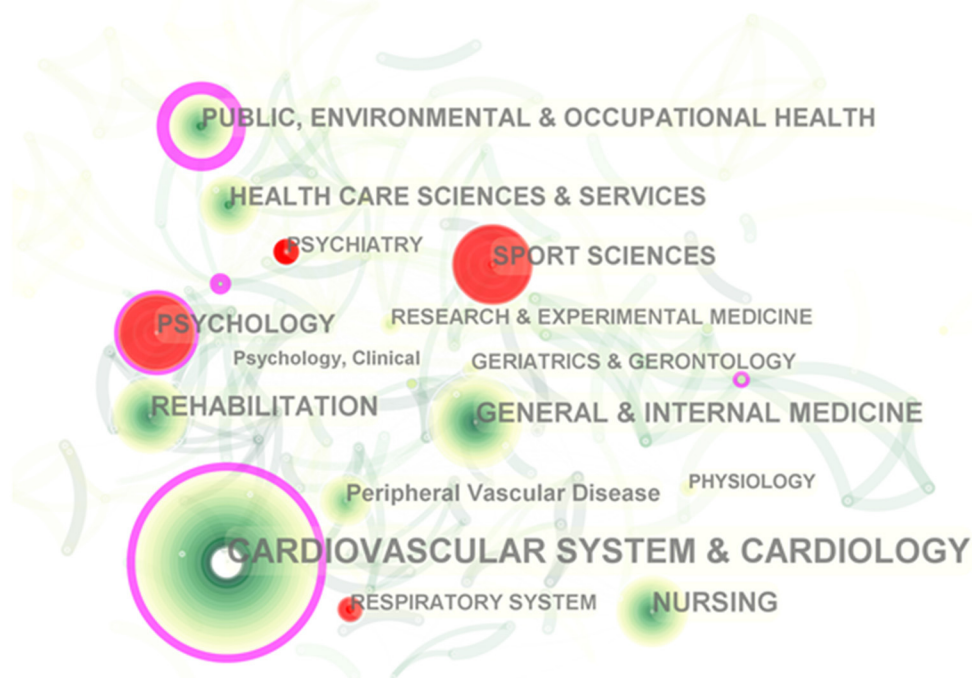 PUBLIC, ENVIRONMENTAL & OCCUPATIONAL HEALTH
HEALTH CARE SCIENCES & SERVICES
PSYCHIATRY
SPORT SCIENCES
RESEARCH & EXPERIMENTAL MEDICINE
PSYCHOLOGY
Psychology, Clinical
GERIATRICS & GERONTOLOGY
REHABILITATION
GENERAL & INTERNAL MEDICINE
PHYSIOLOGY
Peripheral Vascular Disease
CARDIOVASCULAR SYSTEM & CARDIOLOGY
RESPIRATORY SYSTEM
NURSING